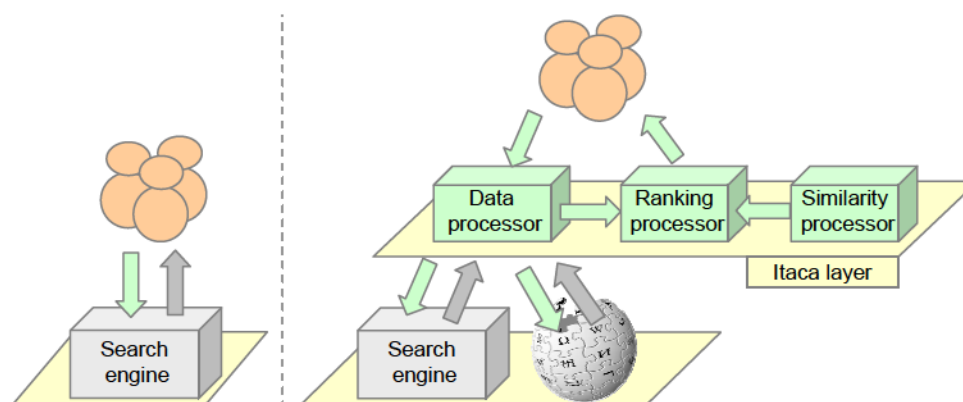 Search
engine
Data
processor
Ranking
processor
Similarity
processor
Itaca layer
Search
engine
Ω
W
И